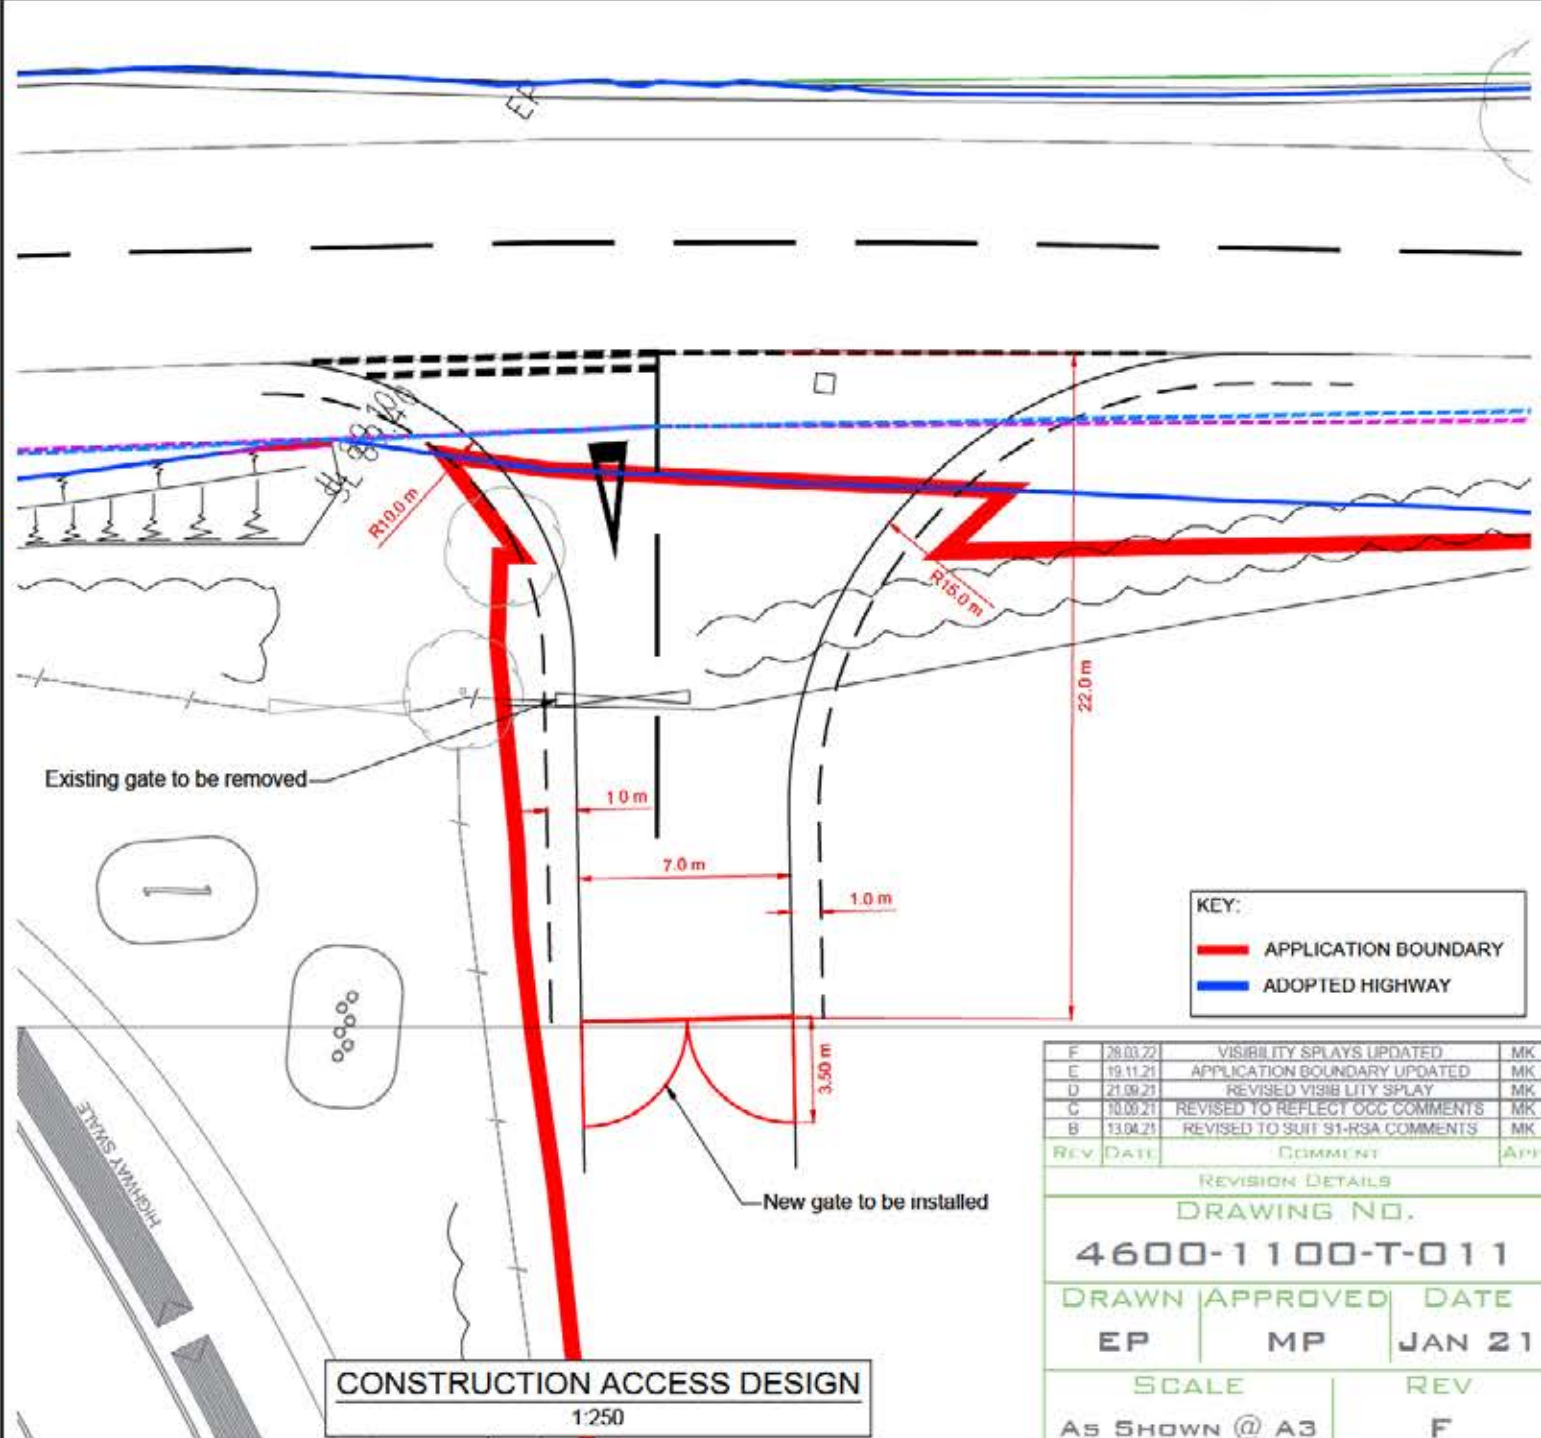 EP
R10.0 m
R15.0 m
22.0 m
Existing gate to be removed
1 0 m
7.0 m
1.0 m
KEY:
APPLICATION BOUNDARY
ADOPTED HIGHWAY
3.50 m
HIGHWAY SWALE
New gate to be installed
F 28.03.22 VISIBILITY SPLAYS UPDATED MK
E 19.11.21 APPLICATION BOUNDARY UPDATED MK
D 21.09.21 REVISED VISIB LITY SPLAY MK
C 10.09.21 REVISED TO REFLECT OCC COMMENTS MK
B 13.04.21 REVISED TO SUIT S1-RSA COMMENTS MK
REV DATE COMMENT APP
REVISION DETAILS
DRAWING NO.
4600-1100-T-011
DRAWN APPROVED DATE
EP MP JAN 21
SCALE REV
AS SHOWN @ A3 F
CONSTRUCTION ACCESS DESIGN
1:250